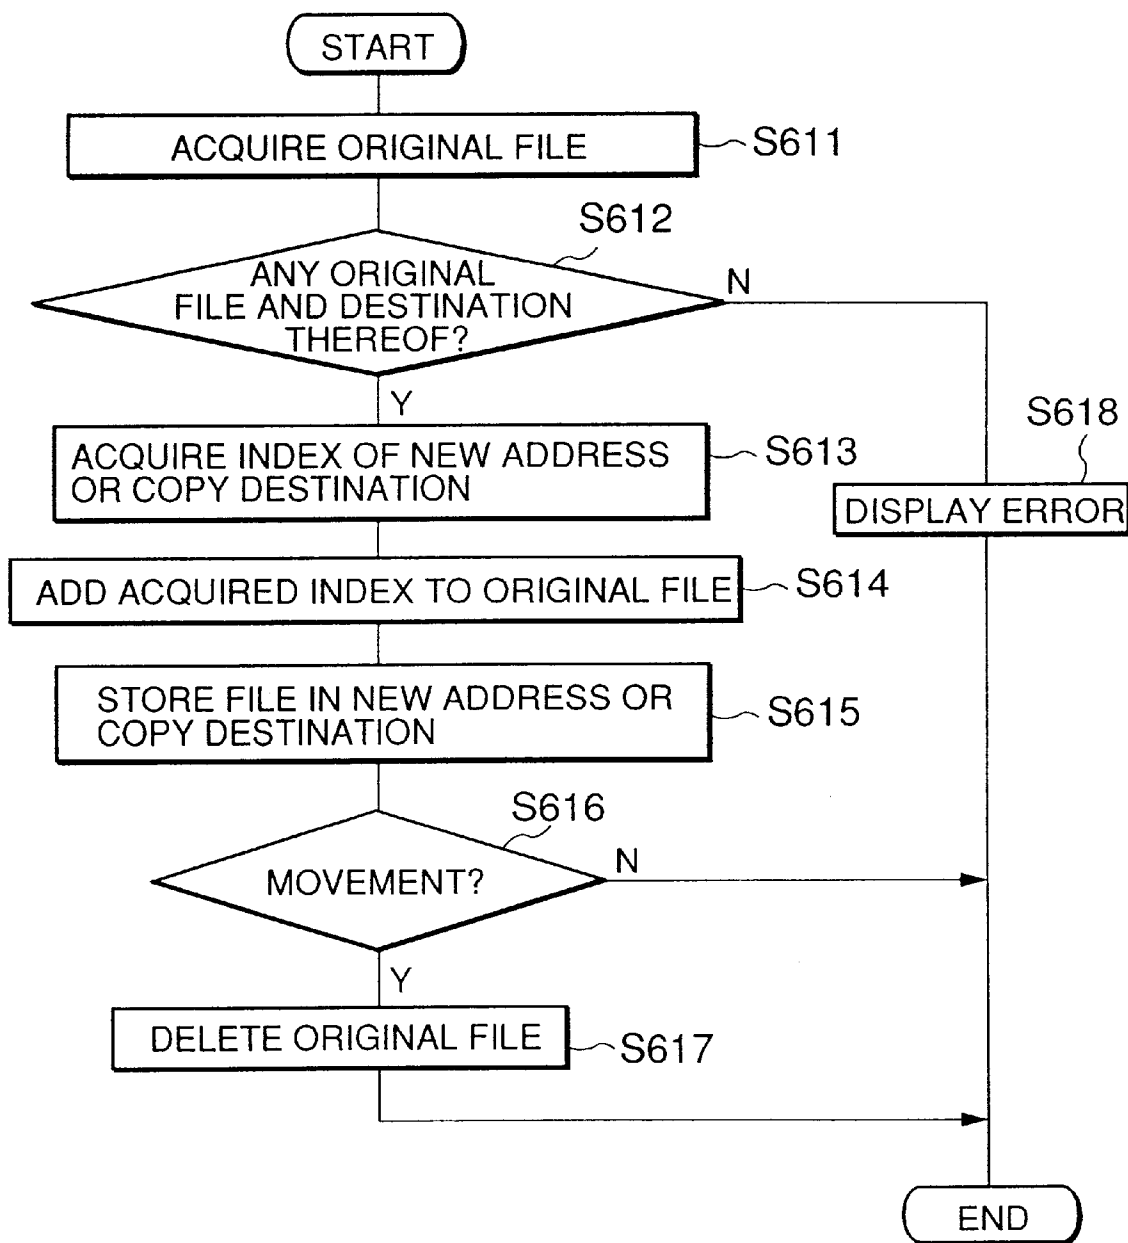 START
ACQUIRE ORIGINAL FILE
S611
S612
ANY ORIGINAL
FILE AND DESTINATION
THEREOF?
N
Y
ACQUIRE INDEX OF NEW ADDRESS
OR COPY DESTINATION
S613
S618
DISPLAY ERROR
ADD ACQUIRED INDEX TO ORIGINAL FILE
S614
STORE FILE IN NEW ADDRESS OR
COPY DESTINATION
S615
S616
MOVEMENT?
N
Y
DELETE ORIGINAL FILE
S617
END